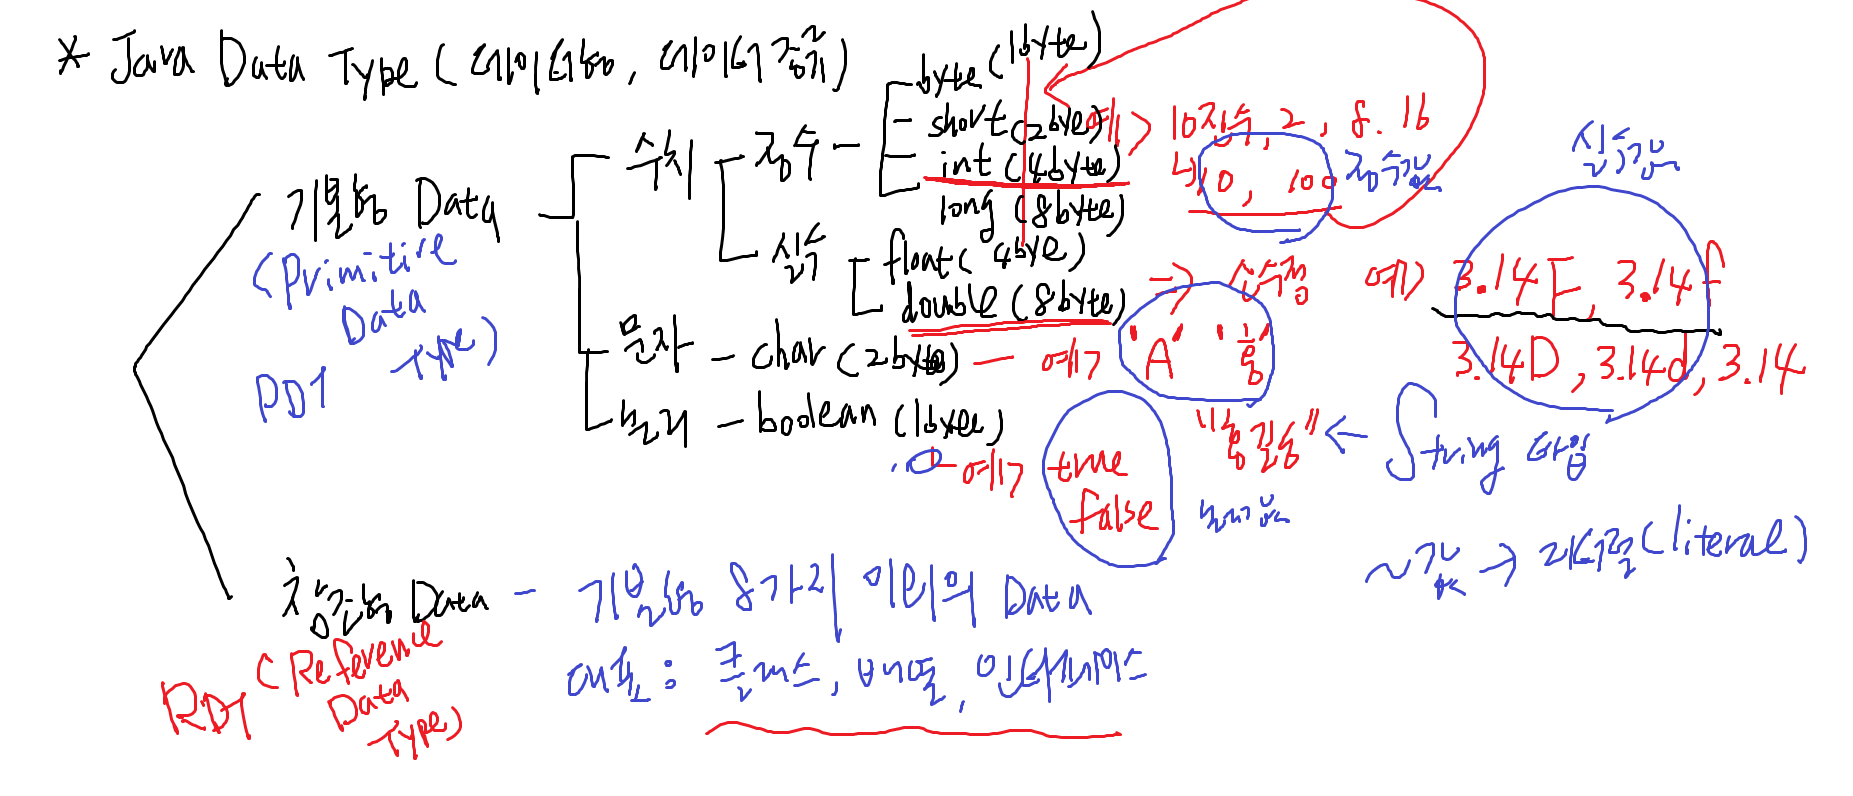 * Java Data Type ( 데이터형, 데이터종류 )
기본형 Data
( Primitive
Data
Type )
PDT
수치
정수
byte (1byte)
short (2bye)
int (4byte)
long (8byte)
예> 10진수, 2, 8. 16
10, 100
정수값
실수
float ( 4bye )
double (8byte)
-> 실수형
예) 3.14F, 3.14f
3.14D, 3.14d, 3.14
실수값
문자 - char (2byte) - 예> 'A' '홍'
"홍길동" <- String 타입
논리 - boolean (1byte)
예> true
false
논리값
~값 -> 리터럴 (literal)
참조형 Data - 기본형 8가지 이외의 Data
( Reference
Data
Type )
RDT
대표 : 클래스, 배열, 인터페이스